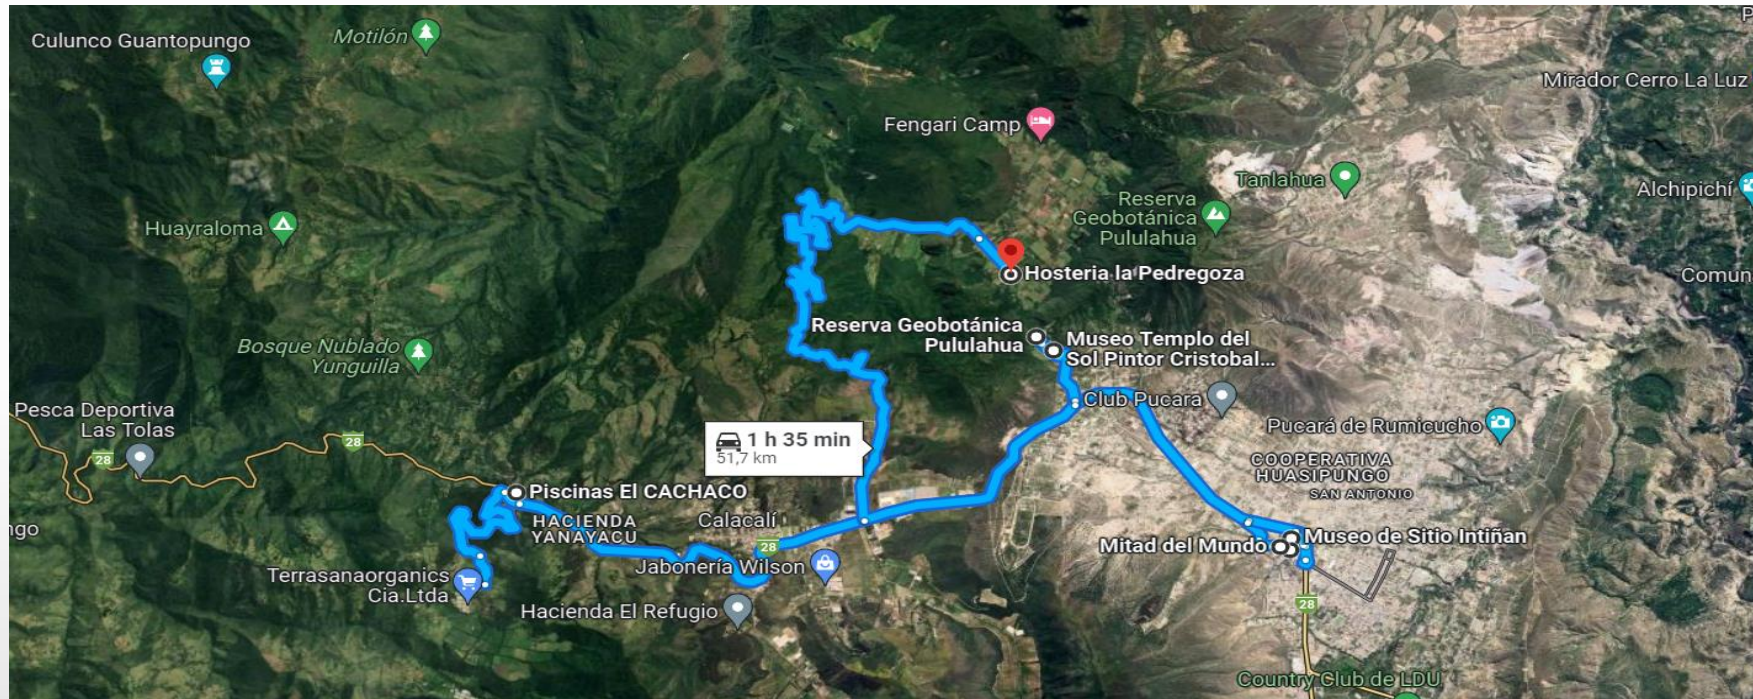 Culunco Guantopungo
Motilón
Mirador Cerro La Luz
Fengari Camp
Tanlahua
Alchipichí
Reserva
Geobotánica
Pululahua
Huayraloma
Hosteria la Pedregoza
Comun
Reserva Geobotánica
Pululahua
Museo Templo del
Sol Pintor Cristobal...
Bosque Nublado
Yunguilla
Club Pucara
Pesca Deportiva
Las Tolas
Pucará de Rumicucho
28
28
1 h 35 min
51,7 km
COOPERATIVA
HUASIPUNGO
SAN ANTONIO
Piscinas El CACHACO
HACIENDA
YANAYACU
Calacalí
28
ngo
Museo de Sitio Intiñan
Mitad del Mundo
Jabonería Wilson
Terrasanaorganics
Cia.Ltda
Hacienda El Refugio
28
Country Club de LDU